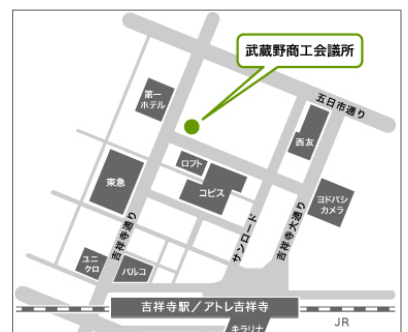 武蔵野商工会議所
五日市通り
第一
ホテル
西友
ロフト
東急
コピス
ヨドバシ
カメラ
吉祥寺通り
サンロード
吉祥寺大通り
ユニ
クロ
パルコ
吉祥寺駅/アトレ吉祥寺
キラリナ
JR